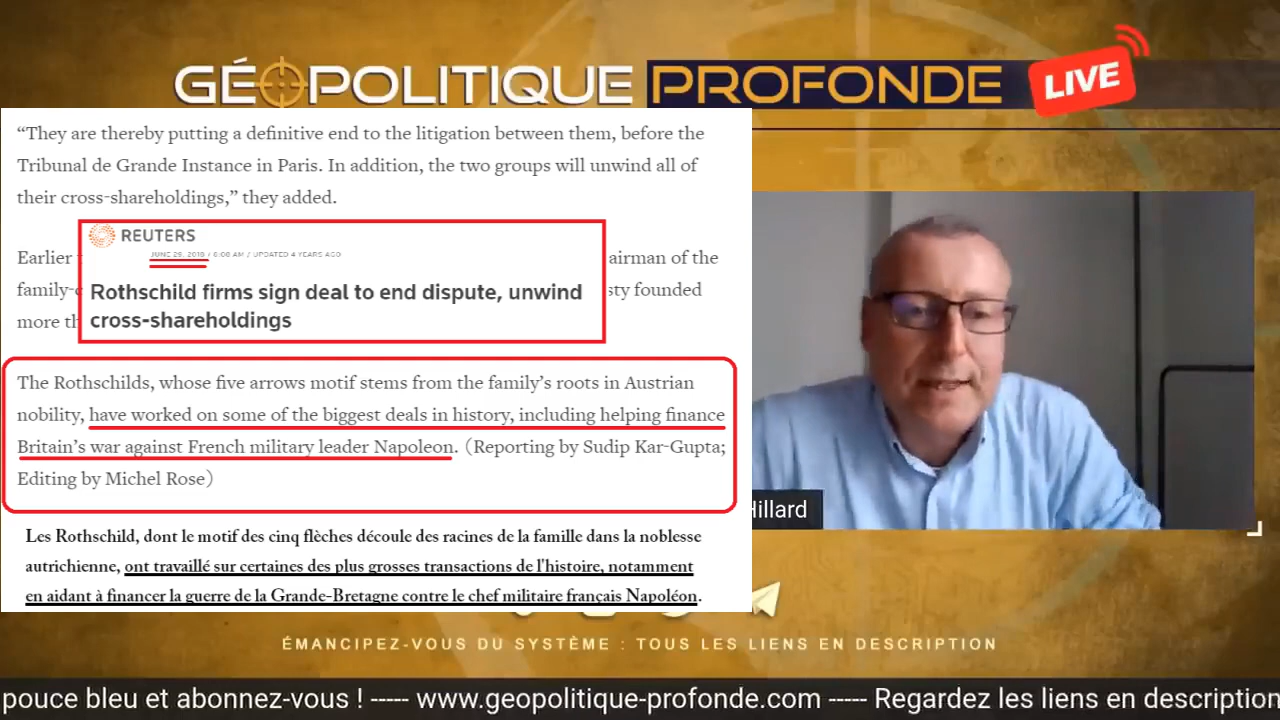 GÉOPOLITIQUE PROFONDE LIVE
“They are thereby putting a definitive end to the litigation between them, before the
Tribunal de Grande Instance in Paris. In addition, the two groups will unwind all of
their cross-shareholdings,” they added.
REUTERS
JUNE 29, 2018 / 6:08 AM / UPDATED 4 YEARS AGO
Earlier airman of the
Rothschild firms sign deal to end dispute, unwind
cross-shareholdings
family- sty founded
more th
The Rothschilds, whose five arrows motif stems from the family’s roots in Austrian
nobility, have worked on some of the biggest deals in history, including helping finance
Britain’s war against French military leader Napoleon. (Reporting by Sudip Kar-Gupta;
Editing by Michel Rose)
Hillard
Les Rothschild, dont le motif des cinq flèches découle des racines de la famille dans la noblesse
autrichienne, ont travaillé sur certaines des plus grosses transactions de l'histoire, notamment
en aidant à financer la guerre de la Grande-Bretagne contre le chef militaire français Napoléon.
ÉMANCIPEZ-VOUS DU SYSTÈME : TOUS LES LIENS EN DESCRIPTION
pouce bleu et abonnez-vous ! ----- www.geopolitique-profonde.com ----- Regardez les liens en description